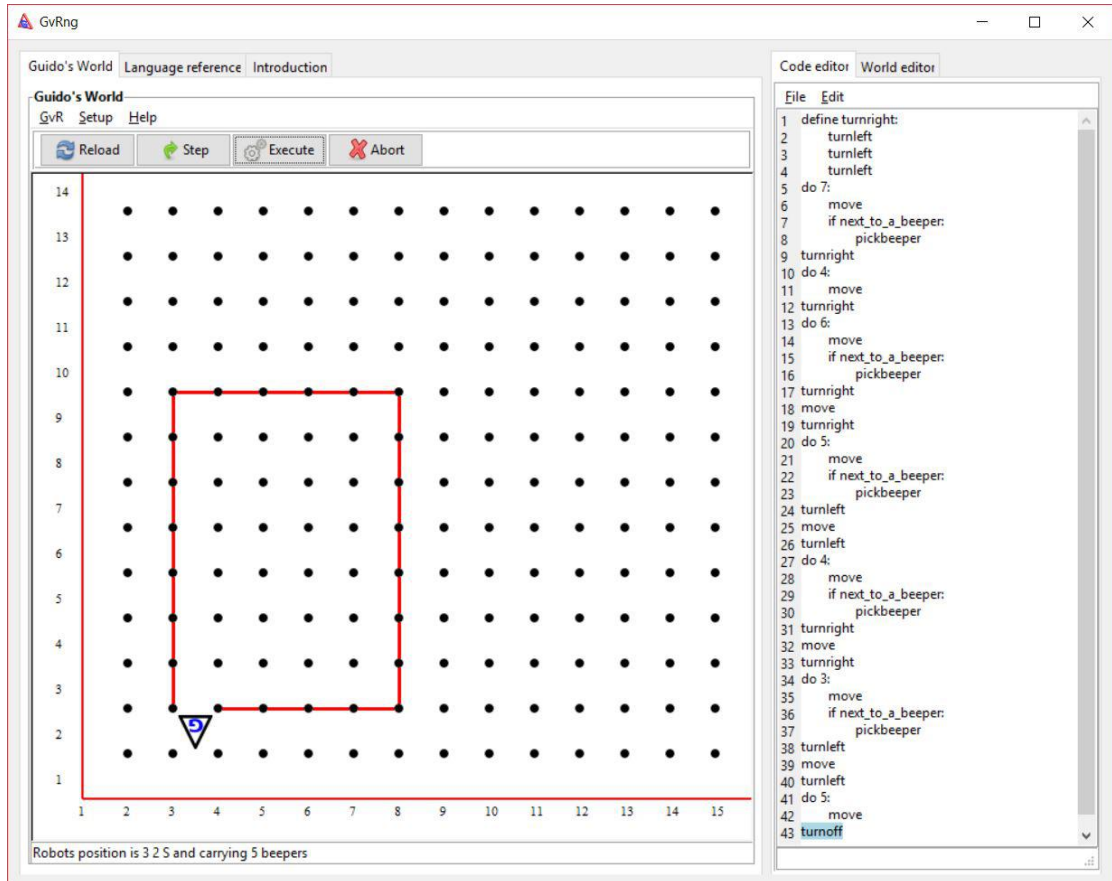 GvRng
Guido's World Language reference Introduction
Guido's World
GvR Setup Help
Reload Step Execute Abort
14
13
12
11
10
9
8
7
6
5
4
3
2
1
G
1 2 3 4 5 6 7 8 9 10 11 12 13 14 15
Robots position is 3 2 S and carrying 5 beepers
Code editor World editor
File Edit
1 define turnright:
2 turnleft
3 turnleft
4 turnleft
5 do 7:
6 move
7 if next_to_a_beeper:
8 pickbeeper
9 turnright
10 do 4:
11 move
12 turnright
13 do 6:
14 move
15 if next_to_a_beeper:
16 pickbeeper
17 turnright
18 move
19 turnright
20 do 5:
21 move
22 if next_to_a_beeper:
23 pickbeeper
24 turnleft
25 move
26 turnleft
27 do 4:
28 move
29 if next_to_a_beeper:
30 pickbeeper
31 turnright
32 move
33 turnright
34 do 3:
35 move
36 if next_to_a_beeper:
37 pickbeeper
38 turnleft
39 move
40 turnleft
41 do 5:
42 move
43 turnoff